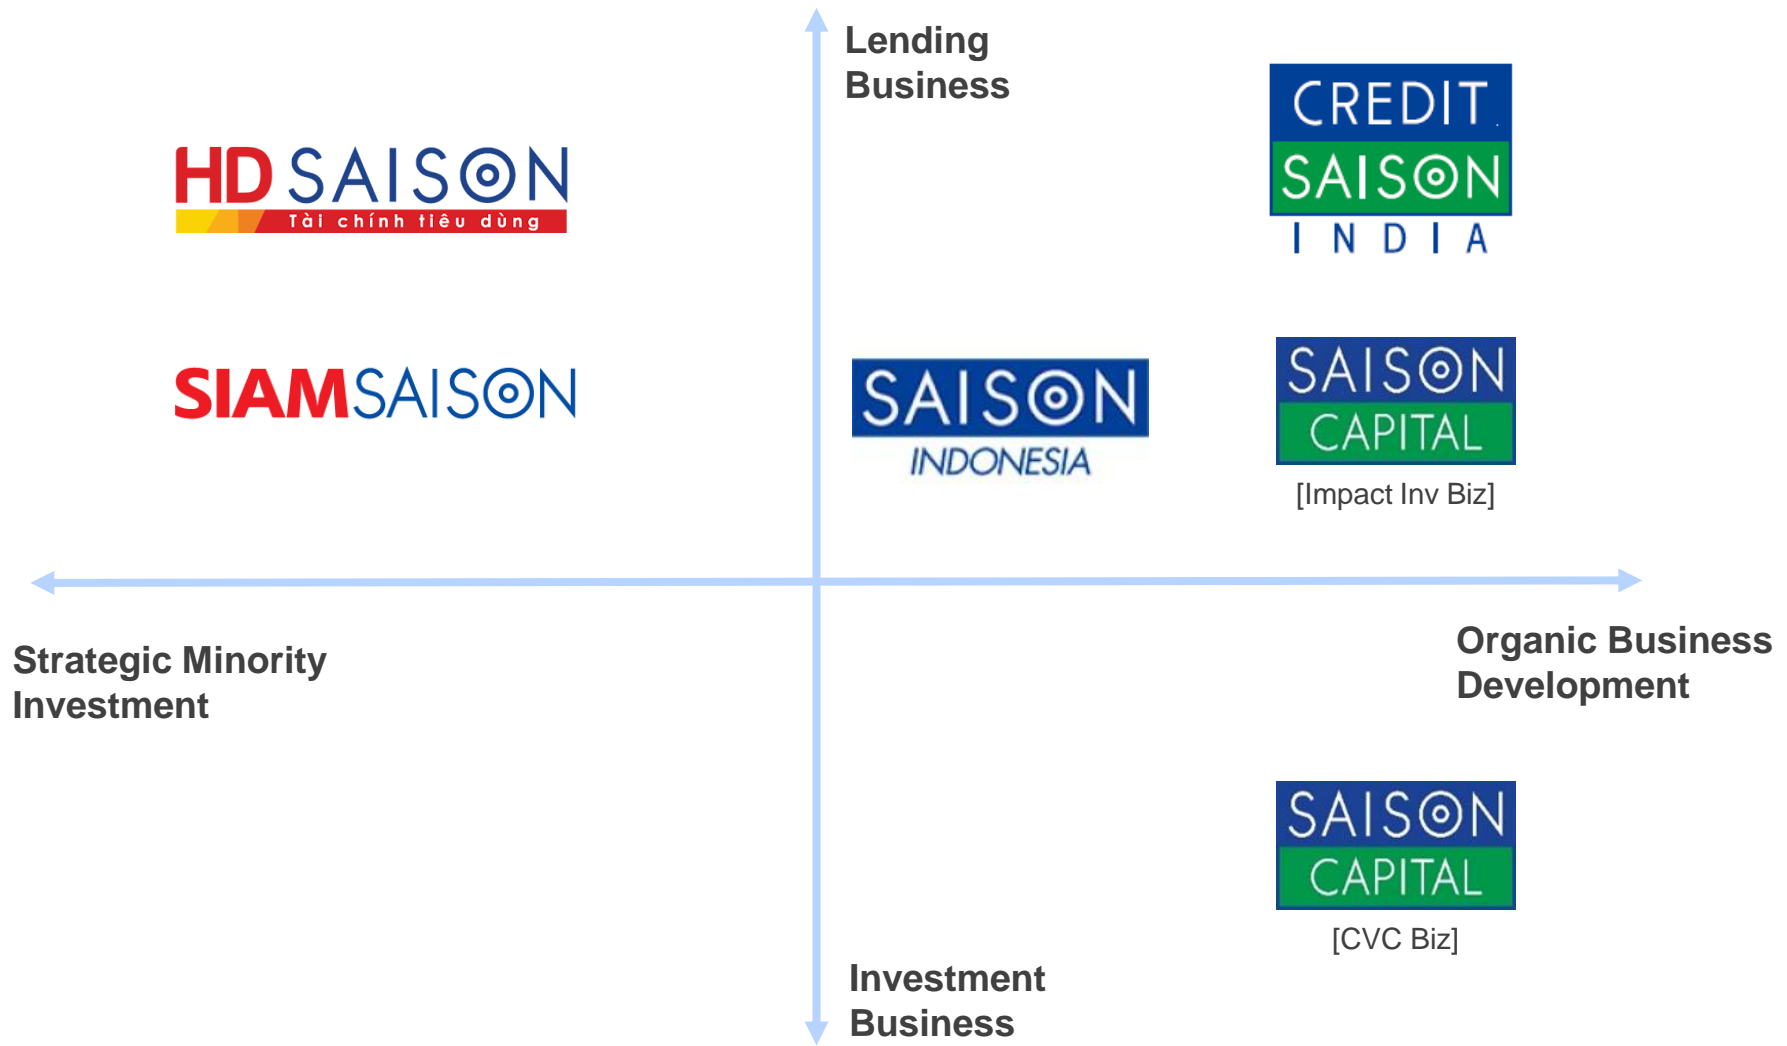 Lending
Business
HD SAISON
Tài chính tiêu dùng
CREDIT
SAISON
INDIA
SIAMSAISON
SAISON
INDONESIA
SAISON
CAPITAL
[Impact Inv Biz]
Strategic Minority
Investment
Organic Business
Development
SAISON
CAPITAL
[CVC Biz]
Investment
Business